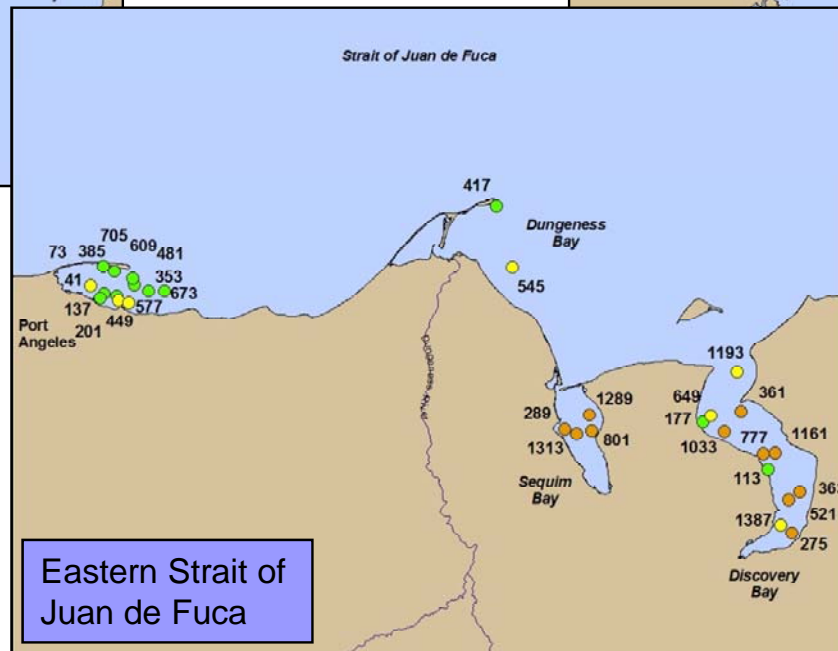 Strait of Juan de Fuca
417
Dungeness
Bay
545
705
609
73
385
481
353
41
673
137
577
449
201
Port
Angeles
1193
361
649
177
1289
289
1313
801
1033
777
1161
113
521
1387
275
Sequim
Bay
Discovery
Bay
Eastern Strait of
Juan de Fuca